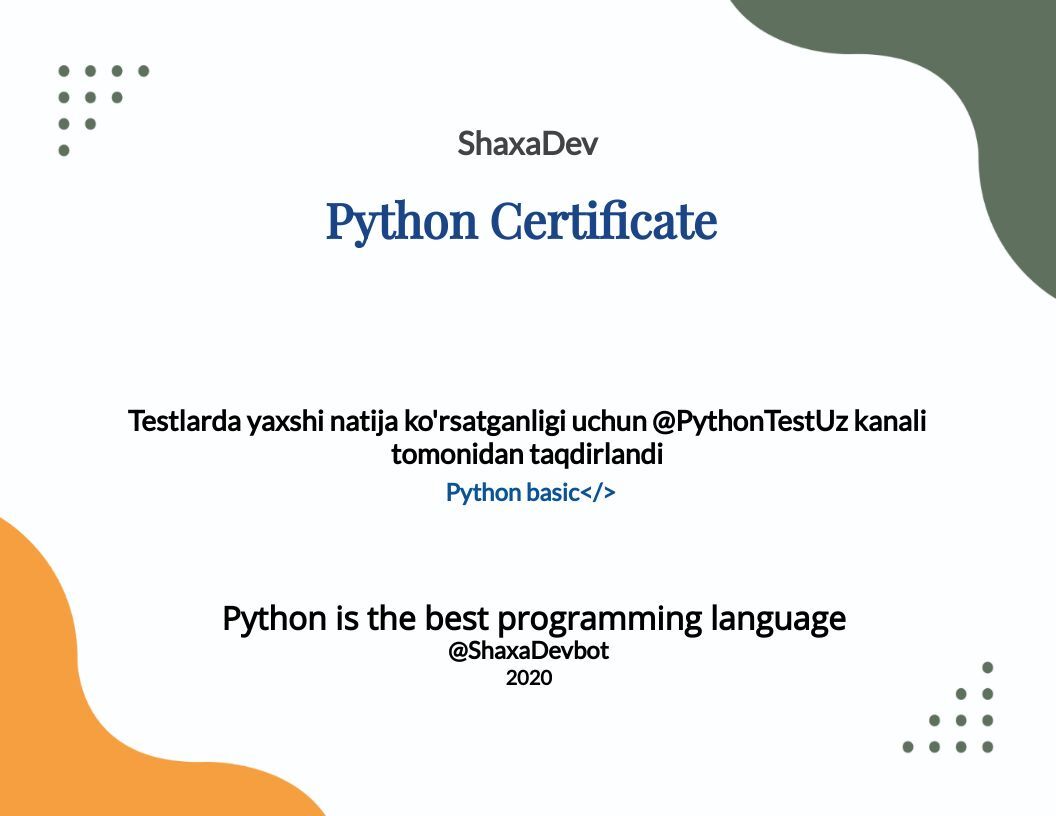 ShaxaDev
Python Certificate
Testlarda yaxshi natija ko'rsatganligi uchun @PythonTestUz kanali
tomonidan taqdirlandi
Python basic</>
Python is the best programming language
@ShaxaDevbot
2020